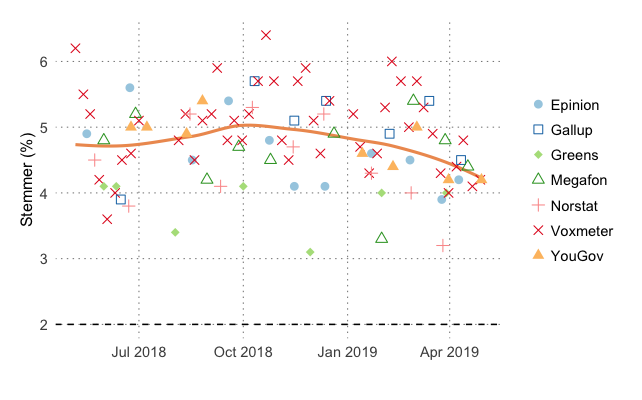 Stemmer (%)
6
5
4
3
2
Jul 2018
Oct 2018
Jan 2019
Apr 2019
Epinion
Gallup
Greens
Megafon
Norstat
Voxmeter
YouGov